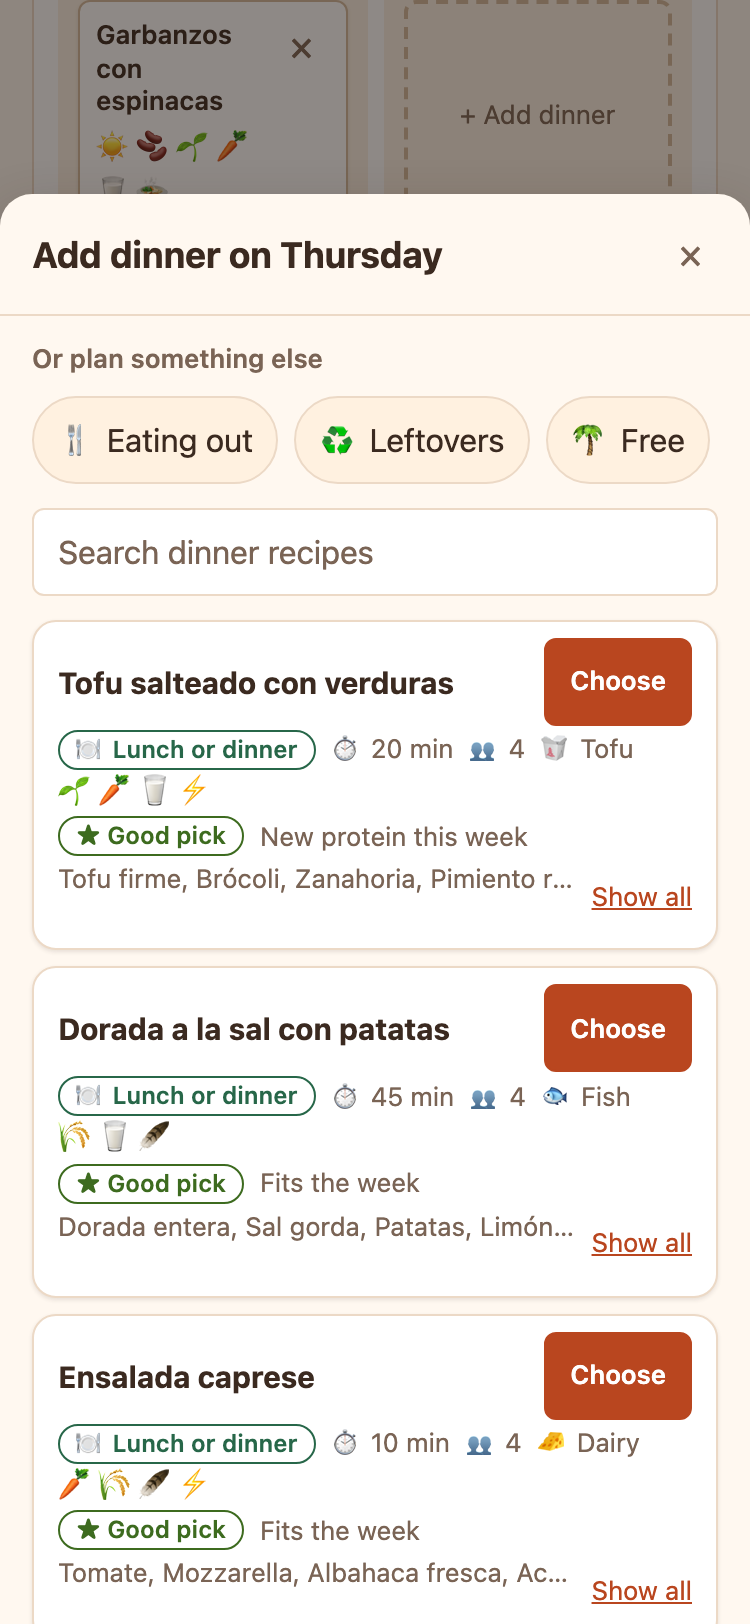 Garbanzos
con
espinacas
+ Add dinner
Add dinner on Thursday
Or plan something else
Eating out
Leftovers
Free
Search dinner recipes
Tofu salteado con verduras
Choose
Lunch or dinner 20 min 4 Tofu
★ Good pick New protein this week
Tofu firme, Brócoli, Zanahoria, Pimiento r...
Show all
Dorada a la sal con patatas
Choose
Lunch or dinner 45 min 4 Fish
★ Good pick Fits the week
Dorada entera, Sal gorda, Patatas, Limón...
Show all
Ensalada caprese
Choose
Lunch or dinner 10 min 4 Dairy
★ Good pick Fits the week
Tomate, Mozzarella, Albahaca fresca, Ac...
Show all